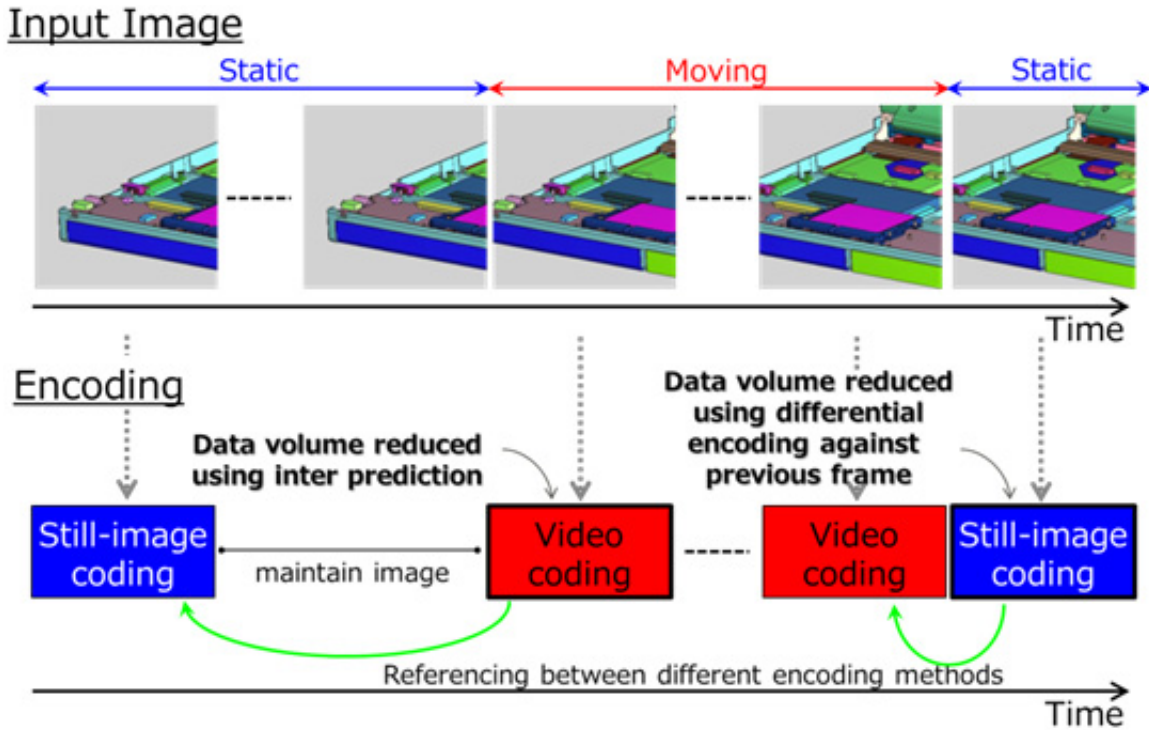 Input Image
Static
Moving
Static
Time
Encoding
Data volume reduced
using inter prediction
Data volume reduced
using differential
encoding against
previous frame
Still-image
coding
maintain image
Video
coding
Video
coding
Still-image
coding
Referencing between different encoding methods
Time